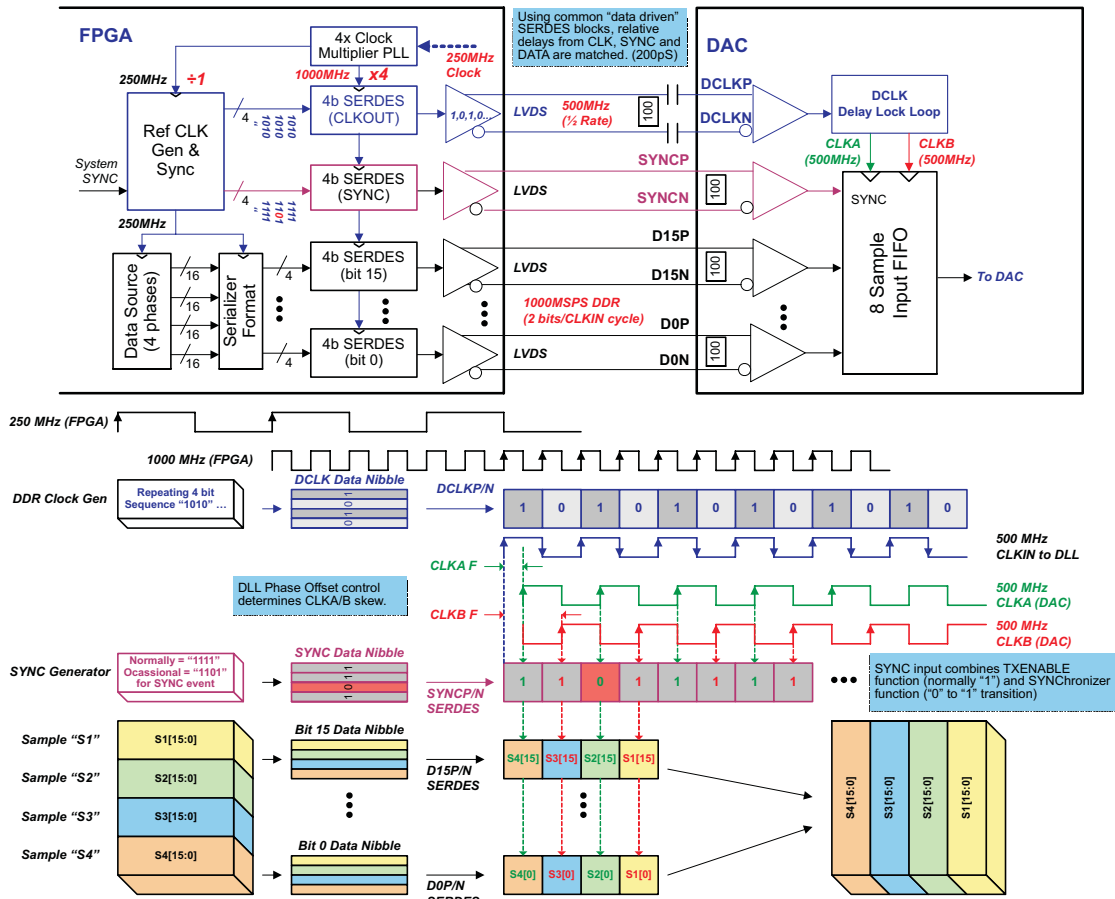 FPGA
4x Clock
Multiplier PLL
Using common “data driven”
SERDES blocks, relative
delays from CLK, SYNC and
DATA are matched. (200pS)
DAC
250MHz
÷1
1000MHz
x4
250MHz
Clock
4
1010
1010
1010
”
4b SERDES
(CLKOUT)
1,0,1,0...
LVDS
500MHz
(½ Rate)
100
DCLKP
DCLKN
DCLK
Delay Lock Loop
Ref CLK
Gen &
Sync
System
SYNC
CLKA
(500MHz)
CLKB
(500MHz)
4
1111
1101
1111
”
4b SERDES
(SYNC)
LVDS
SYNCP
SYNCN
100
SYNC
8 Sample
Input FIFO
To DAC
250MHz
Data Source
(4 phases)
16
16
16
16
Serializer
Format
4
4
4b SERDES
(bit 15)
LVDS
D15P
D15N
100
1000MSPS DDR
(2 bits/CLKIN cycle)
4b SERDES
(bit 0)
LVDS
D0P
D0N
100
250 MHz (FPGA)
1000 MHz (FPGA)
DDR Clock Gen
Repeating 4 bit
Sequence “1010” ...
DCLK Data Nibble
1
0
1
0
DCLKP/N
1 0 1 0 1 0 1 0 1 0 1 0
500 MHz
CLKIN to DLL
CLKA F
DLL Phase Offset control
determines CLKA/B skew.
CLKB F
500 MHz
CLKA (DAC)
500 MHz
CLKB (DAC)
SYNC Generator
Normally = “1111”
Ocassional = “1101”
for SYNC event
SYNC Data Nibble
1
1
0
1
SYNCP/N
SERDES
1 1 0 1 1 1 1 1
SYNC input combines TXENABLE
function (normally “1”) and SYNChronizer
function (“0” to “1” transition)
Sample “S1”
Sample “S2”
Sample “S3”
Sample “S4”
S1[15:0]
S2[15:0]
S3[15:0]
S4[15:0]
Bit 15 Data Nibble
D15P/N
SERDES
S4[15] S3[15] S2[15] S1[15]
Bit 0 Data Nibble
D0P/N
SERDES
S4[0] S3[0] S2[0] S1[0]
S4[15:0]
S3[15:0]
S2[15:0]
S1[15:0]